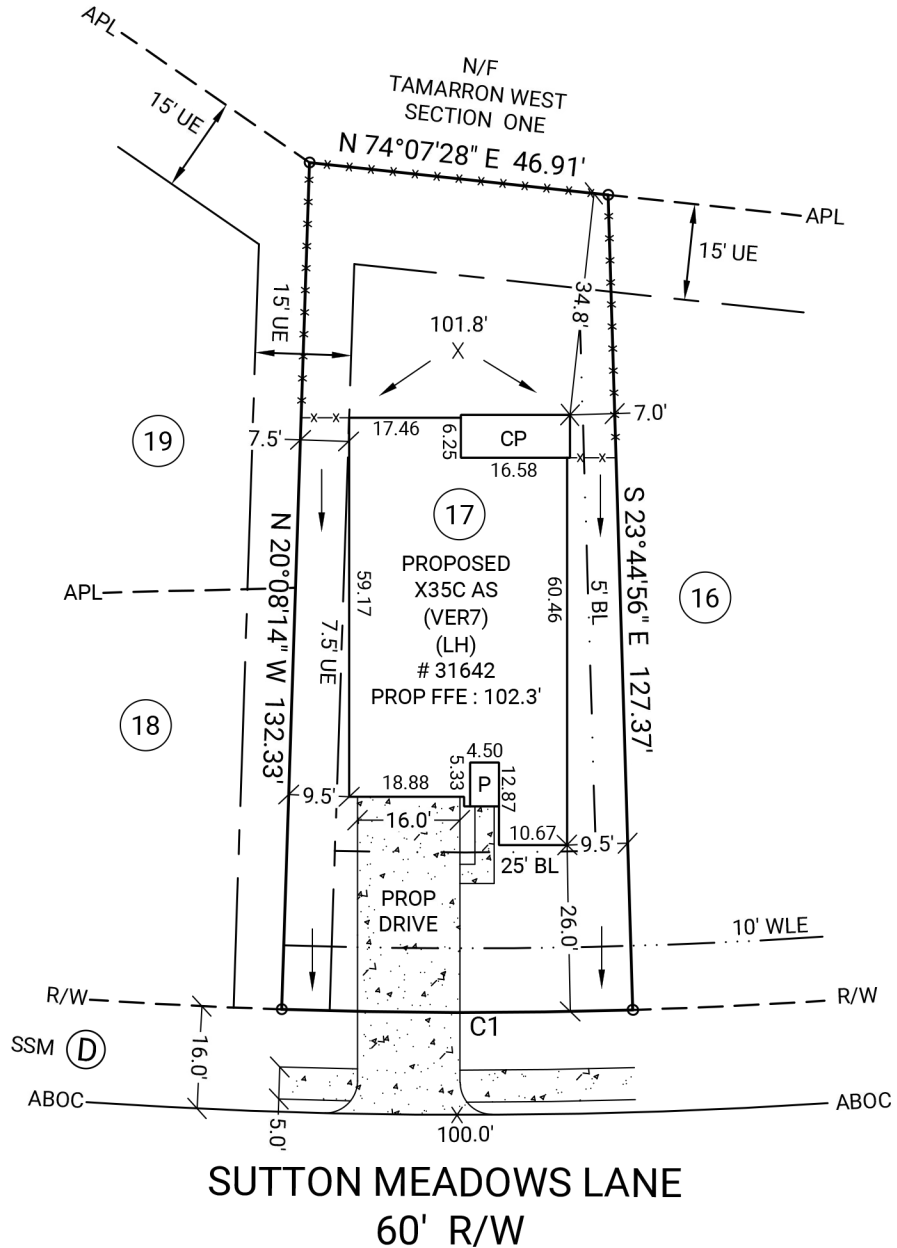 APL
15' UE
N/F
TAMARRON WEST
SECTION ONE
N 74°07'28" E 46.91'
APL
15' UE
15' UE
34.8'
101.8'
X
7.0'
7.5'
17.46
6.25
CP
16.58
19
17
PROPOSED
X35C AS
(VER7)
(LH)
# 31642
PROP FFE : 102.3'
59.17
60.46
5' BL
S 23°44'56" E 127.37'
16
APL
N 20°08'14" W 132.33'
7.5' UE
18
4.50
5.33
P
12.87
18.88
9.5'
16.0'
10.67
9.5'
25' BL
PROP
DRIVE
26.0'
10' WLE
R/W
R/W
C1
SSM D
16.0'
ABOC
ABOC
5.0'
X
100.0'
SUTTON MEADOWS LANE
60' R/W